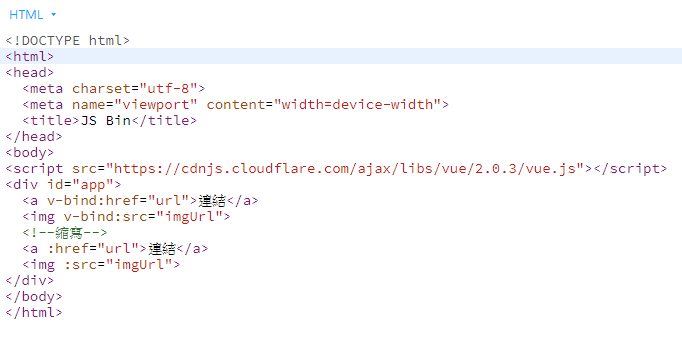 HTML
<!DOCTYPE html>
<html>
<head>
  <meta charset="utf-8">
  <meta name="viewport" content="width=device-width">
  <title>JS Bin</title>
</head>
<body>
<script src="https://cdnjs.cloudflare.com/ajax/libs/vue/2.0.3/vue.js"></script>
<div id="app">
  <a v-bind:href="url">連結</a>
  <img v-bind:src="imgUrl">
  <!--縮寫-->
  <a :href="url">連結</a>
  <img :src="imgUrl">
</div>
</body>
</html>